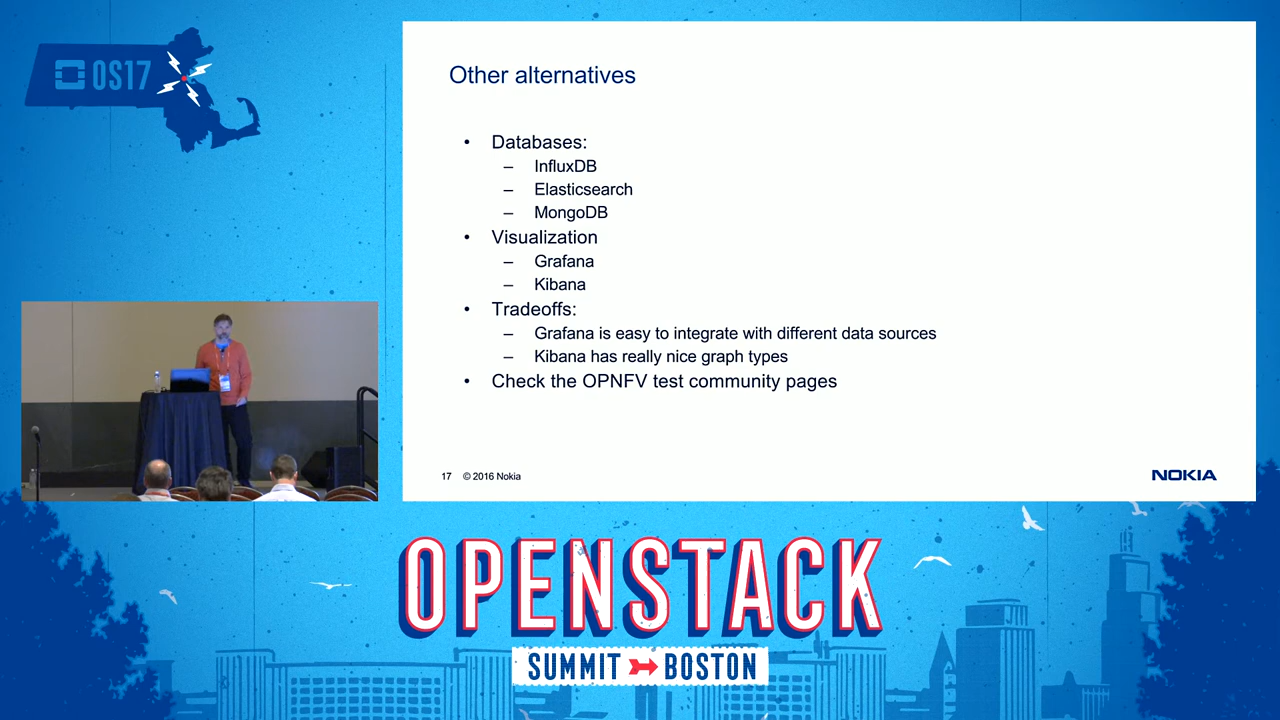 OS17
Other alternatives
• Databases:
– InfluxDB
– Elasticsearch
– MongoDB
• Visualization
– Grafana
– Kibana
• Tradeoffs:
– Grafana is easy to integrate with different data sources
– Kibana has really nice graph types
• Check the OPNFV test community pages
17 © 2016 Nokia
NOKIA
OPENSTACK
SUMMIT BOSTON